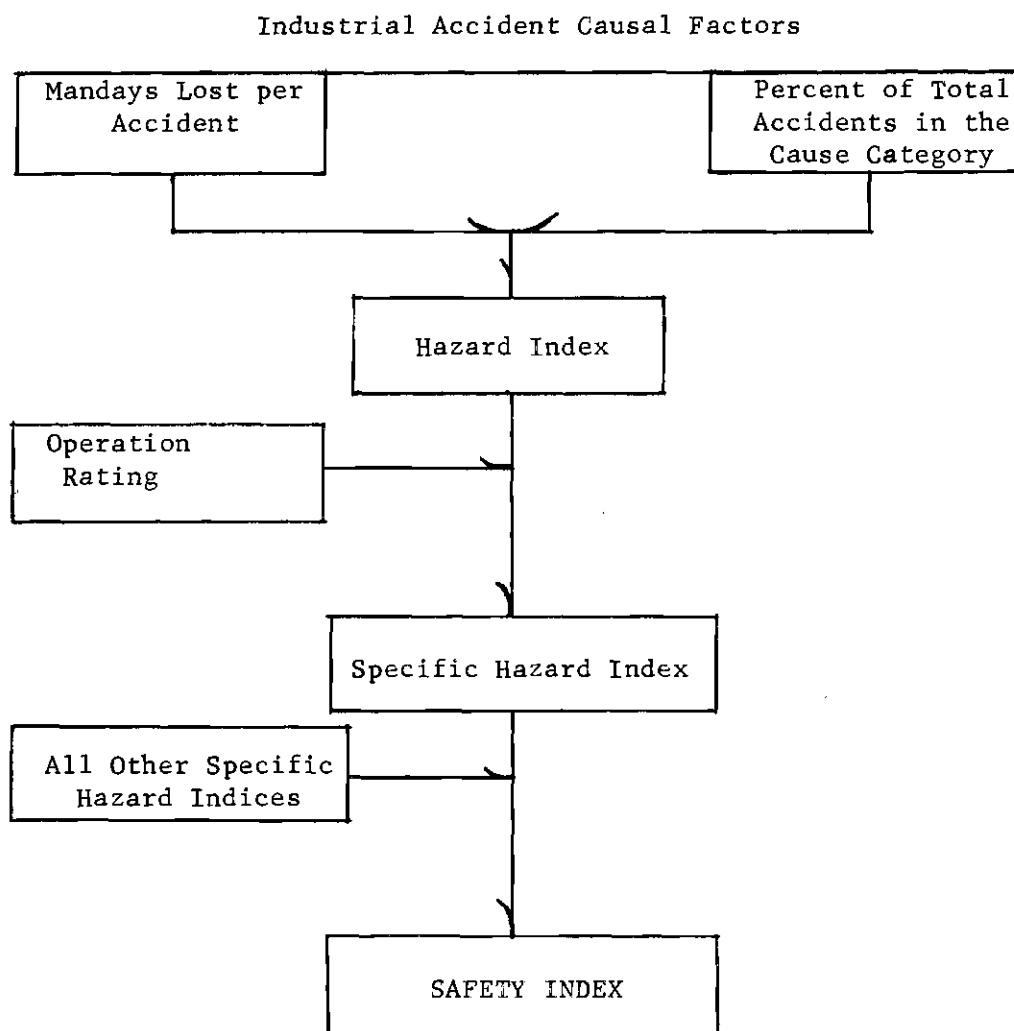 Industrial Accident Causal Factors
Mandays Lost per
Accident
Percent of Total
Accidents in the
Cause Category
Hazard Index
Operation
Rating
Specific Hazard Index
All Other Specific
Hazard Indices
SAFETY INDEX